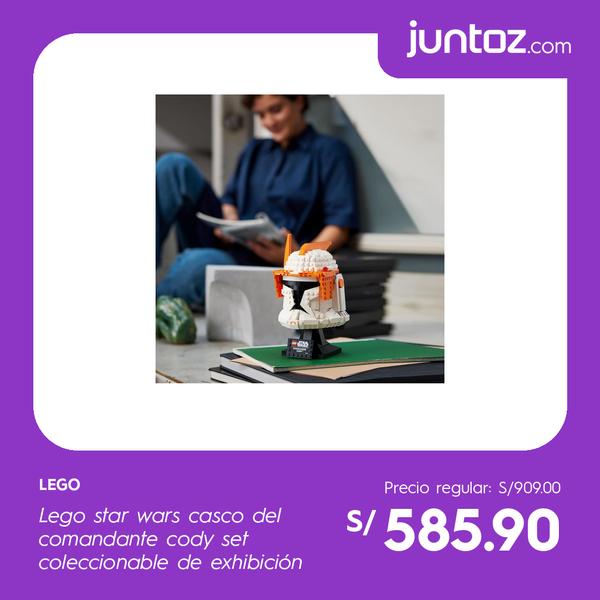 juntoz.com
LEGO
Lego star wars casco del
comandante cody set
coleccionable de exhibición
Precio regular: S/909.00
S/ 585.90